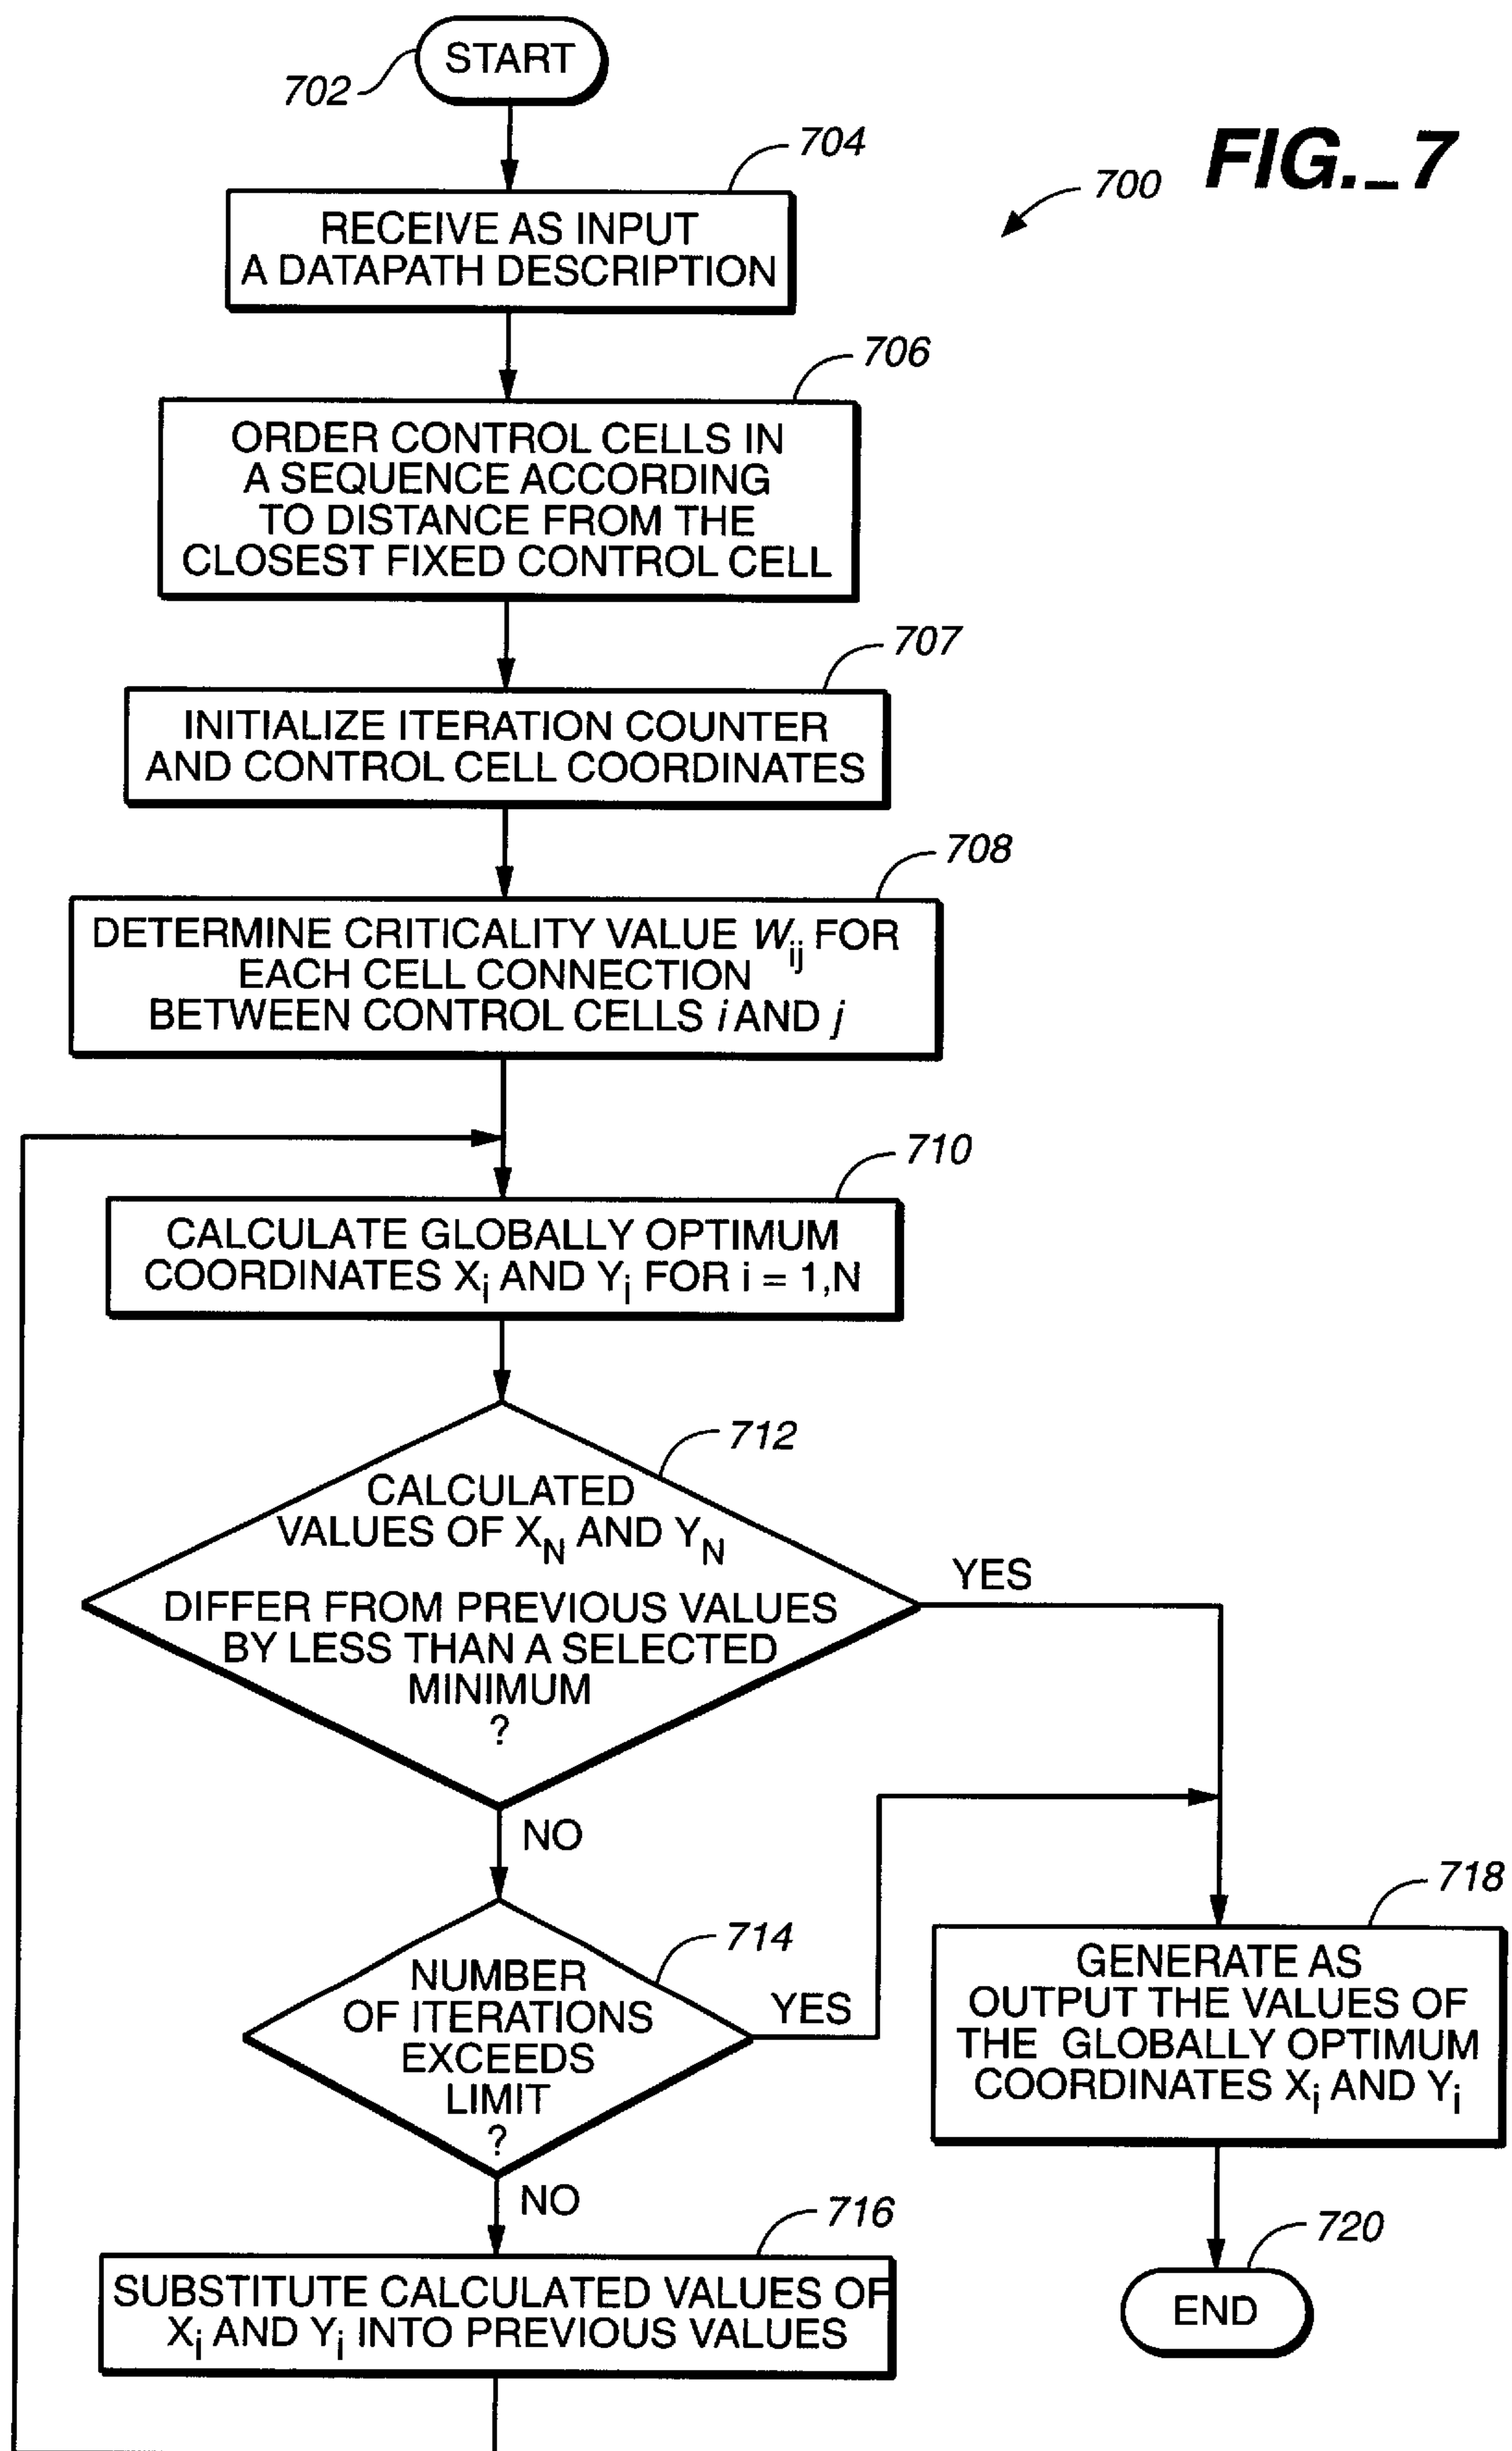 START
702
704
700
FIG._7
RECEIVE AS INPUT
A DATAPATH DESCRIPTION
706
ORDER CONTROL CELLS IN
A SEQUENCE ACCORDING
TO DISTANCE FROM THE
CLOSEST FIXED CONTROL CELL
707
INITIALIZE ITERATION COUNTER
AND CONTROL CELL COORDINATES
708
DETERMINE CRITICALITY VALUE Wij FOR
EACH CELL CONNECTION
BETWEEN CONTROL CELLS i AND j
710
CALCULATE GLOBALLY OPTIMUM
COORDINATES Xi AND Yi FOR i = 1,N
712
CALCULATED
VALUES OF XN AND YN
DIFFER FROM PREVIOUS VALUES
BY LESS THAN A SELECTED
MINIMUM
?
YES
NO
714
NUMBER
OF ITERATIONS
EXCEEDS
LIMIT
?
YES
NO
718
GENERATE AS
OUTPUT THE VALUES OF
THE GLOBALLY OPTIMUM
COORDINATES Xi AND Yi
716
SUBSTITUTE CALCULATED VALUES OF
Xi AND Yi INTO PREVIOUS VALUES
720
END